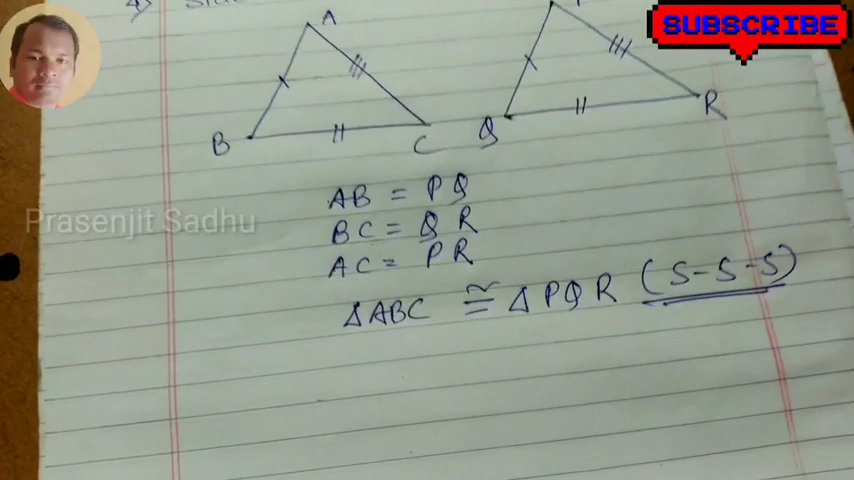 SUBSCRIBE
A
B
C
Q
R
Prasenjit Sadhu
AB = PQ
BC = QR
AC = PR
ΔABC ≅ ΔPQR (S-S-S)